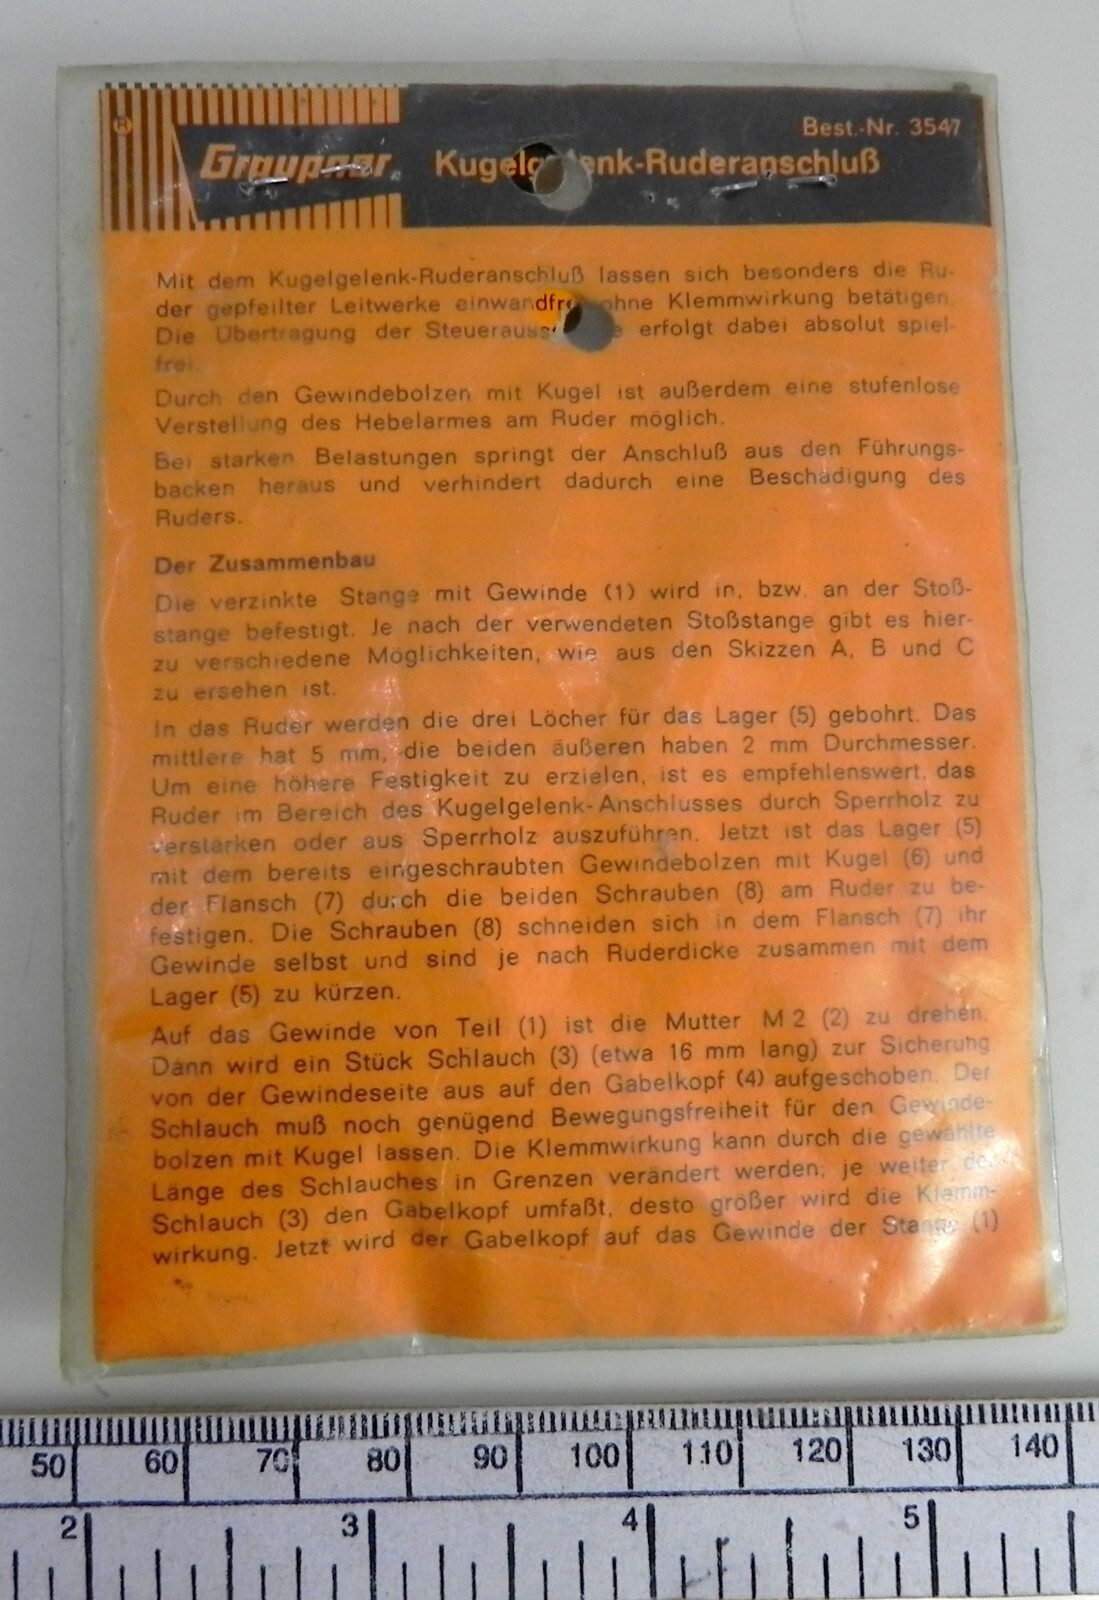 Best.-Nr. 3547
Graupner Kugelgelenk-Ruderanschluß
Mit dem Kugelgelenk-Ruderanschluß lassen sich besonders die Ru-
der gepfeilter Leitwerke einwandfrei ohne Klemmwirkung betätigen.
Die Übertragung der erfolgt dabei absolut spiel-
frei.
Durch den Gewindebolzen mit Kugel ist außerdem eine stufenlose
Verstellung des Hebelarmes am Ruder möglich.
Bei starken Belastungen springt der Anschluß aus den Führungs-
backen heraus und verhindert dadurch eine Beschädigung des
Ruders.
Der Zusammenbau
Die verzinkte Stange mit Gewinde (1) wird in, bzw. an der Stoß-
stange befestigt. Je nach der verwendeten Stoßstange gibt es hier-
zu verschiedene Möglichkeiten, wie aus den Skizzen A, B und C
zu ersehen ist.
In das Ruder werden die drei Löcher für das Lager (5) gebohrt. Das
mittlere hat 5 mm, die beiden äußeren haben 2 mm Durchmesser.
Um eine höhere Festigkeit zu erzielen, ist es empfehlenswert, das
Ruder im Bereich des Kugelgelenk-Anschlusses durch Sperrholz zu
verstärken oder aus Sperrholz auszuführen. Jetzt ist das Lager (5)
mit dem bereits eingeschraubten Gewindebolzen mit Kugel (6) und
der Flansch (7) durch die beiden Schrauben (8) am Ruder zu be-
festigen. Die Schrauben (8) schneiden sich in dem Flansch (7) ihr
Gewinde selbst und sind je nach Ruderdicke zusammen mit dem
Lager (5) zu kürzen.
Auf das Gewinde von Teil (1) ist die Mutter M 2 (2) zu drehen.
Dann wird ein Stück Schlauch (3) (etwa 16 mm lang) zur Sicherung
von der Gewindeseite aus auf den Gabelkopf (4) aufgeschoben. Der
Schlauch muß noch genügend Bewegungsfreiheit für den Gewinde-
bolzen mit Kugel lassen. Die Klemmwirkung kann durch die gewählte
Länge des Schlauches in Grenzen verändert werden; je weiter der
Schlauch (3) den Gabelkopf umfaßt, desto größer wird die Klemm-
wirkung. Jetzt wird der Gabelkopf auf das Gewinde der Stange (1)
50 60 70 80 90 100 110 120 130 140
2 3 4 5